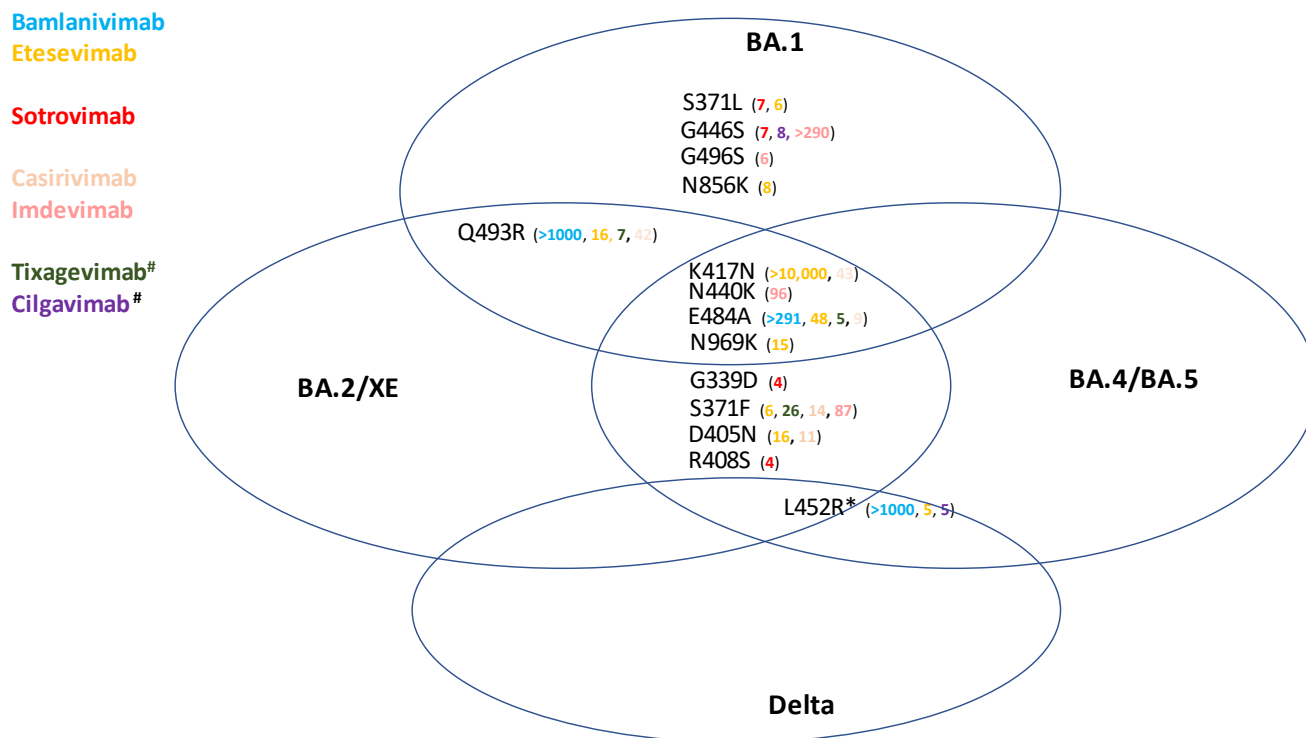 Bamlanivimab
Etesevimab
Sotrovimab
Casirivimab
Imdevimab
Tixagevimab#
Cilgavimab#
BA.1
S371L (7, 6)
G446S (7, 8, >290)
G496S (6)
N856K (8)
Q493R (>1000, 16, 7, 42)
K417N (>10,000, 43)
N440K (96)
E484A (>291, 48, 5, 9)
N969K (15)
BA.2/XE
BA.4/BA.5
G339D (4)
S371F (6, 26, 14, 87)
D405N (16, 11)
R408S (4)
L452R* (>1000, 5, 5)
Delta